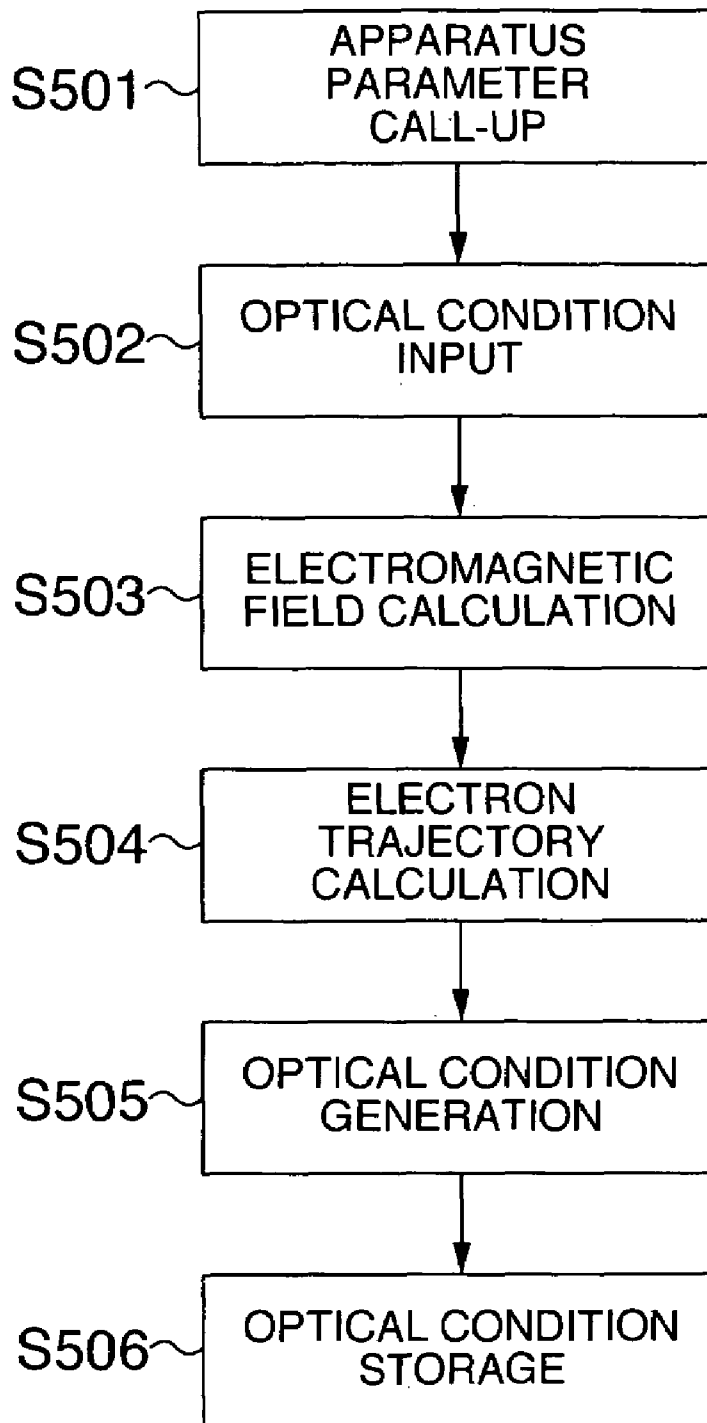 S501
APPARATUS
PARAMETER
CALL-UP
S502
OPTICAL CONDITION
INPUT
S503
ELECTROMAGNETIC
FIELD CALCULATION
S504
ELECTRON
TRAJECTORY
CALCULATION
S505
OPTICAL CONDITION
GENERATION
S506
OPTICAL CONDITION
STORAGE